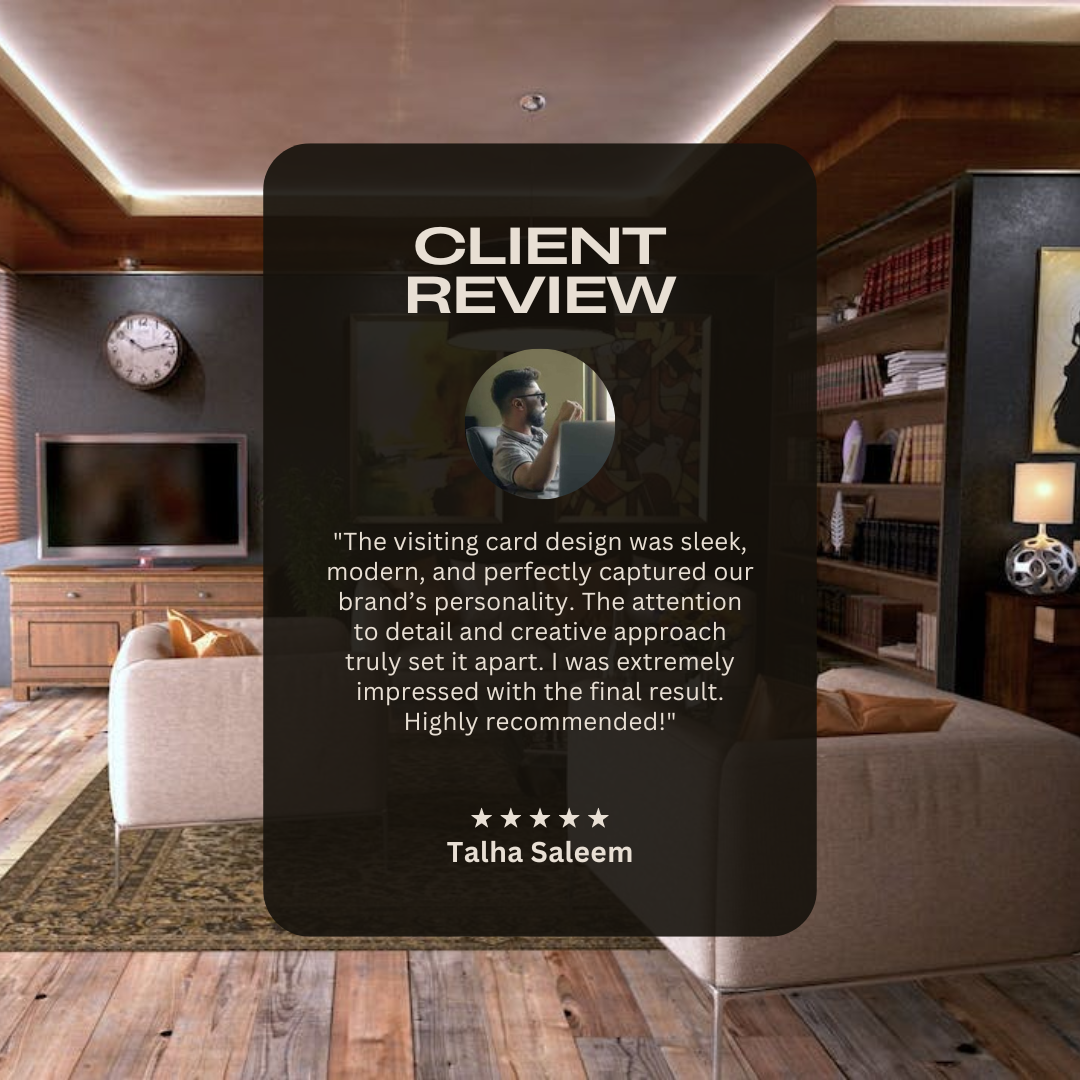 CLIENT
REVIEW
"The visiting card design was sleek,
modern, and perfectly captured our
brand’s personality. The attention
to detail and creative approach
truly set it apart. I was extremely
impressed with the final result.
Highly recommended!"
★★★★★
Talha Saleem